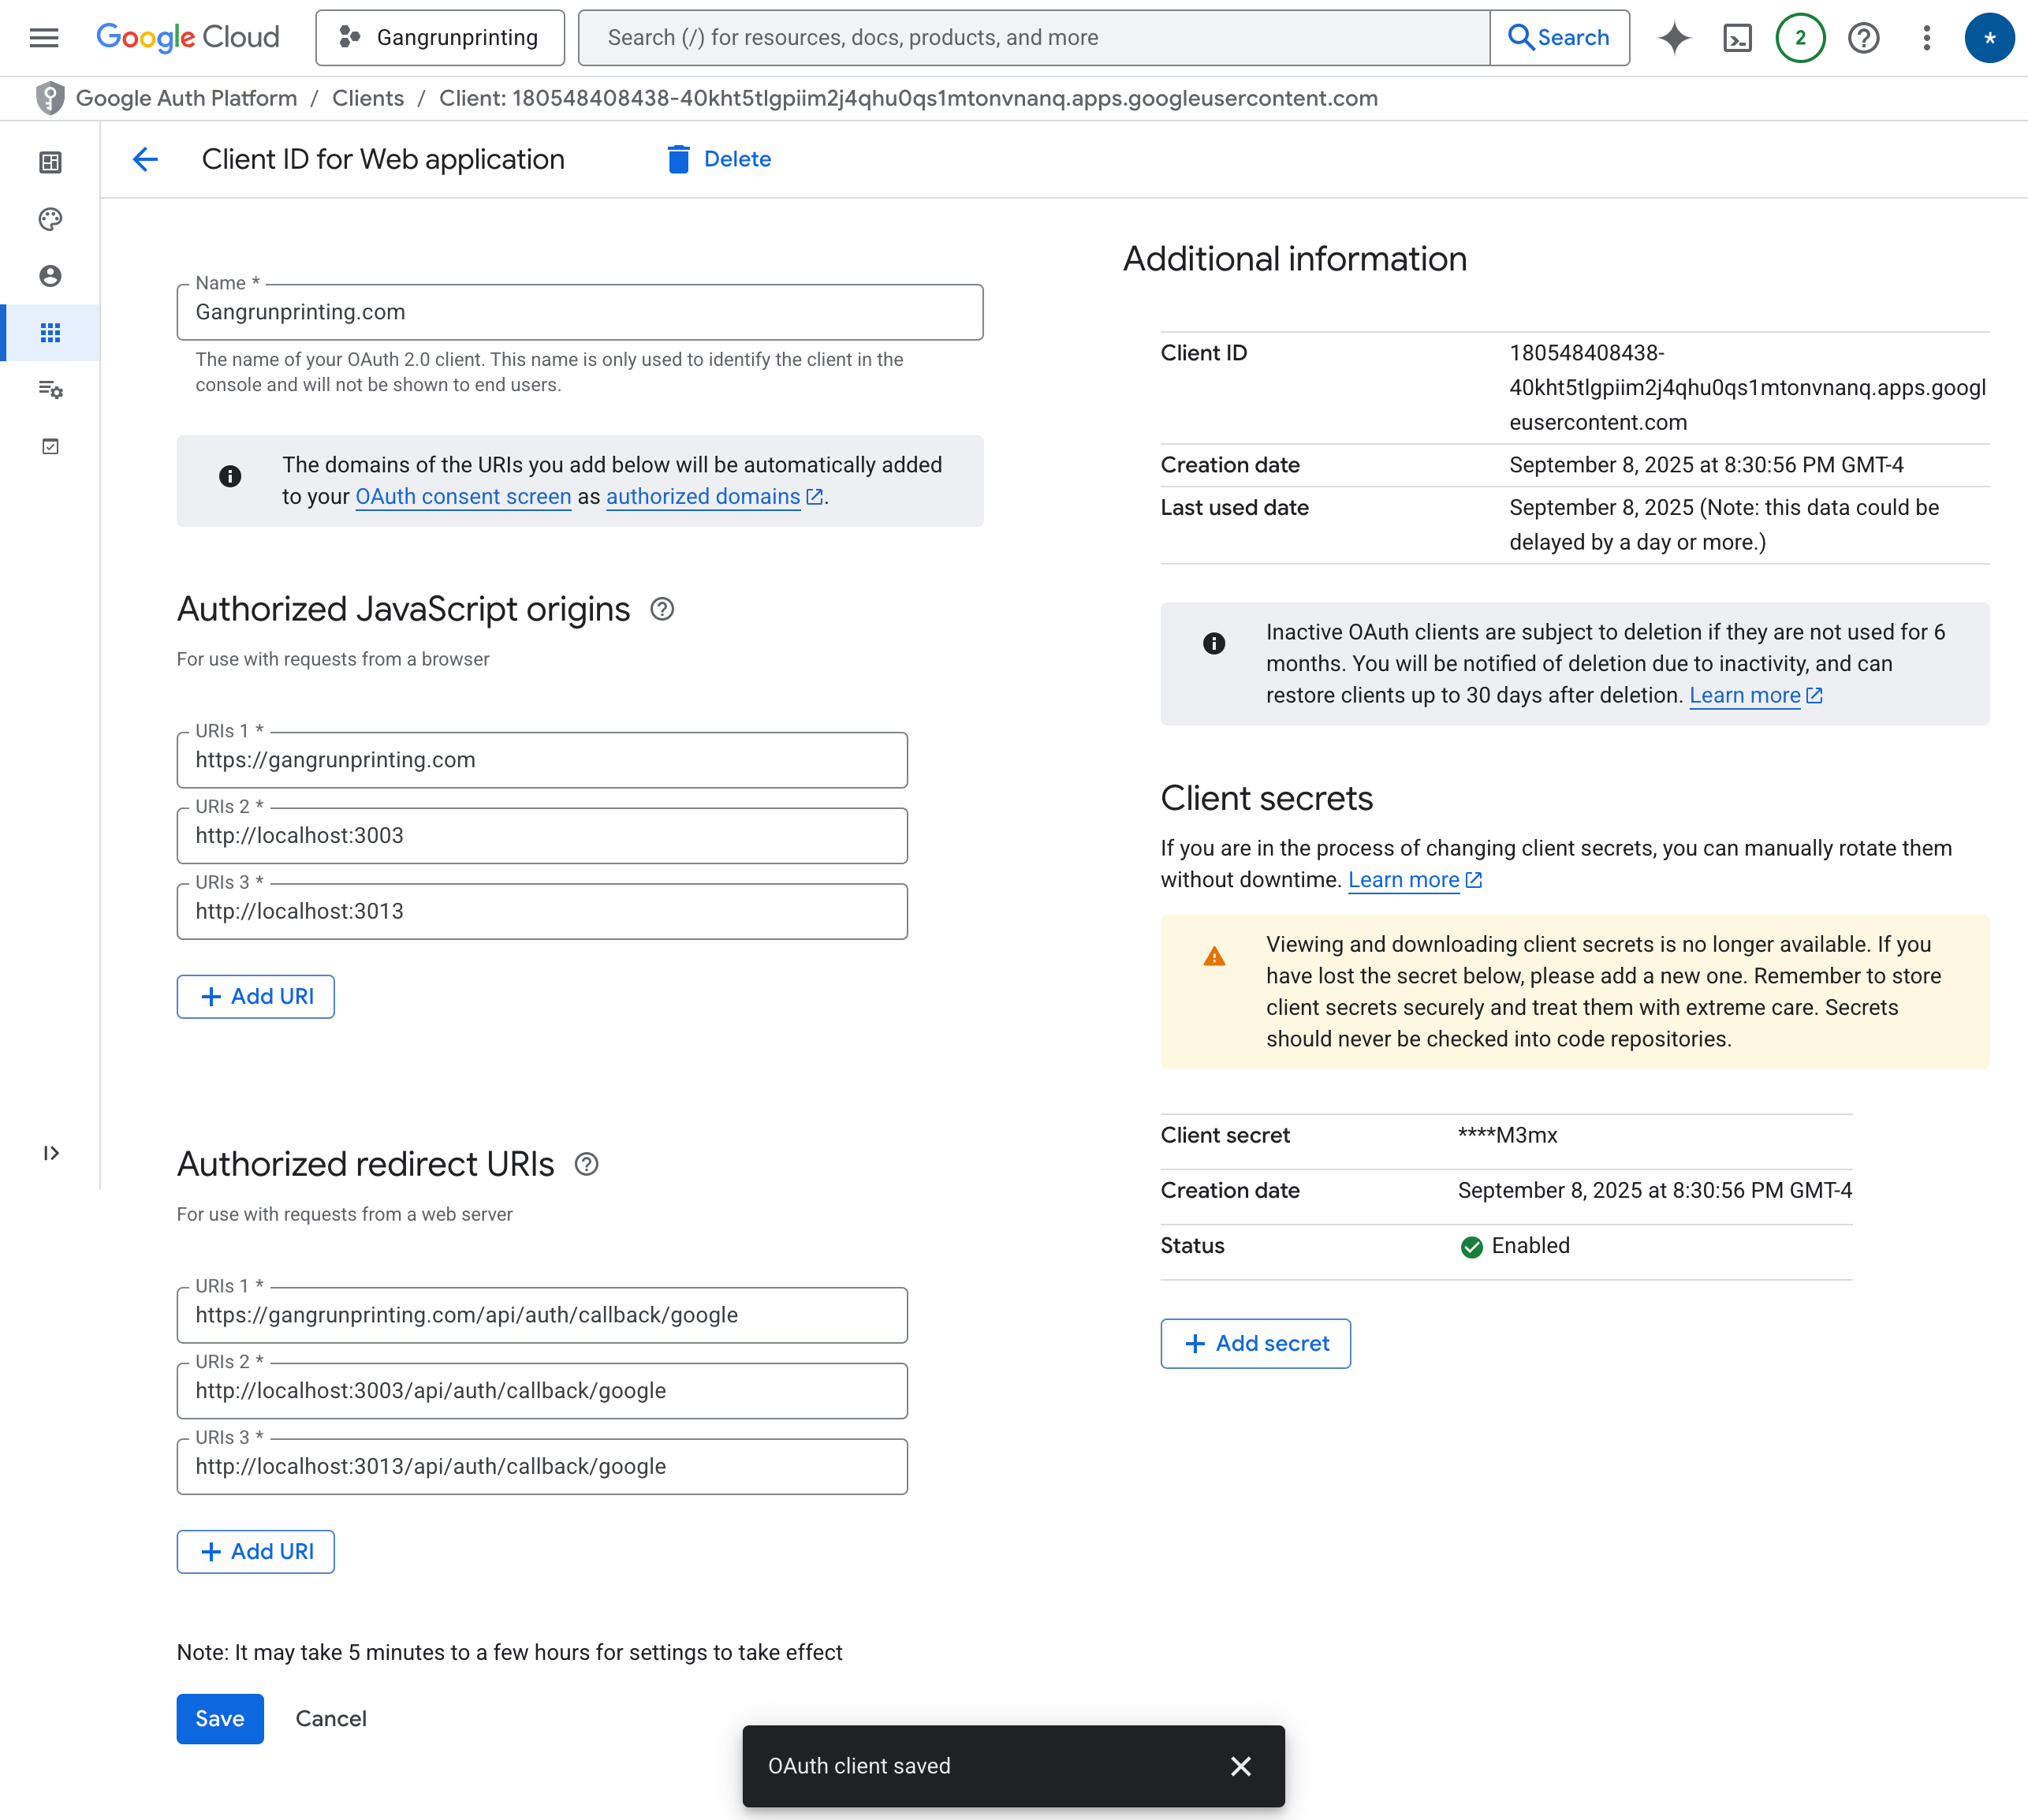 Google Cloud
Gangrunprinting
Search (/) for resources, docs, products, and more
Search
2
*
Google Auth Platform / Clients / Client: 180548408438-40kht5tlgpiim2j4qhu0qs1mtonvnanq.apps.googleusercontent.com
Client ID for Web application
Delete
Name *
Gangrunprinting.com
The name of your OAuth 2.0 client. This name is only used to identify the client in the
console and will not be shown to end users.
The domains of the URIs you add below will be automatically added
to your OAuth consent screen as authorized domains.
Authorized JavaScript origins
For use with requests from a browser
URIs 1 *
https://gangrunprinting.com
URIs 2 *
http://localhost:3003
URIs 3 *
http://localhost:3013
Add URI
Authorized redirect URIs
For use with requests from a web server
URIs 1 *
https://gangrunprinting.com/api/auth/callback/google
URIs 2 *
http://localhost:3003/api/auth/callback/google
URIs 3 *
http://localhost:3013/api/auth/callback/google
Add URI
Note: It may take 5 minutes to a few hours for settings to take effect
Save
Cancel
Additional information
Client ID
180548408438-
40kht5tlgpiim2j4qhu0qs1mtonvnanq.apps.googl
eusercontent.com
Creation date
September 8, 2025 at 8:30:56 PM GMT-4
Last used date
September 8, 2025 (Note: this data could be
delayed by a day or more.)
Inactive OAuth clients are subject to deletion if they are not used for 6
months. You will be notified of deletion due to inactivity, and can
restore clients up to 30 days after deletion. Learn more
Client secrets
If you are in the process of changing client secrets, you can manually rotate them
without downtime. Learn more
Viewing and downloading client secrets is no longer available. If you
have lost the secret below, please add a new one. Remember to store
client secrets securely and treat them with extreme care. Secrets
should never be checked into code repositories.
Client secret
****M3mx
Creation date
September 8, 2025 at 8:30:56 PM GMT-4
Status
Enabled
Add secret
OAuth client saved